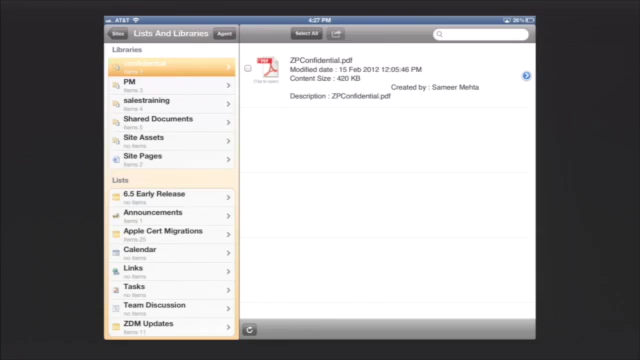 AT&T
4:27 PM
26%
Sites
Lists And Libraries
Agent
Select All
Libraries
confidential
Items 1
PM
Items 3
salestraining
Items 4
Shared Documents
Items 5
Site Assets
no items
Site Pages
Items 2
Lists
6.5 Early Release
no items
Announcements
Items 1
Apple Cert Migrations
Items 25
Calendar
no items
Links
no items
Tasks
no items
Team Discussion
no items
ZDM Updates
Items 11
ZPConfidential.pdf
Modified date : 15 Feb 2012 12:05:46 PM
Content Size : 420 KB
Created by : Sameer Mehta
Description : ZPConfidential.pdf